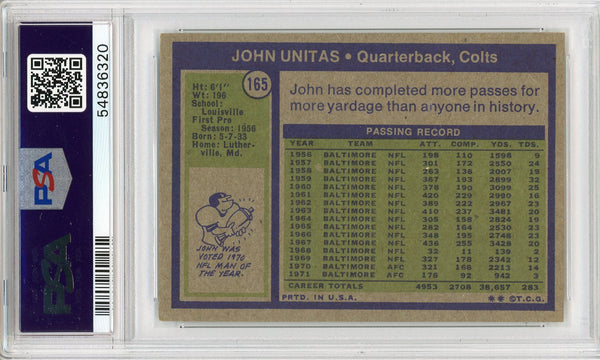 PSA
PSA
54836320
JOHN UNITAS • Quarterback, Colts
165
Ht: 6'1"
Wt: 196
School:
Louisville
First Pro
Season: 1956
Born: 5-7-33
Home: Luther-
ville, Md.
JOHN WAS
VOTED 1970
NFL MAN OF
THE YEAR.
John has completed more passes for
more yardage than anyone in history.
PASSING RECORD
YEAR TEAM ATT. COMP. YDS. TDS.
1956 BALTIMORE NFL 198 110 1598 9
1957 BALTIMORE NFL 301 172 2550 24
1958 BALTIMORE NFL 263 136 2007 19
1959 BALTIMORE NFL 367 193 2899 32
1960 BALTIMORE NFL 378 190 3099 25
1961 BALTIMORE NFL 420 229 2990 16
1962 BALTIMORE NFL 389 222 2967 23
1963 BALTIMORE NFL 410 237 3481 20
1964 BALTIMORE NFL 305 158 2824 19
1965 BALTIMORE NFL 282 164 2530 23
1966 BALTIMORE NFL 348 195 2748 23
1967 BALTIMORE NFL 436 255 3428 20
1968 BALTIMORE NFL 32 11 139 2
1969 BALTIMORE NFL 327 178 2342 12
1970 BALTIMORE AFC 321 166 2213 14
1971 BALTIMORE AFC 176 92 942 3
CAREER TOTALS 4953 2708 38,657 283
PRTD. IN U.S.A. ✱✱ © T.C.G.